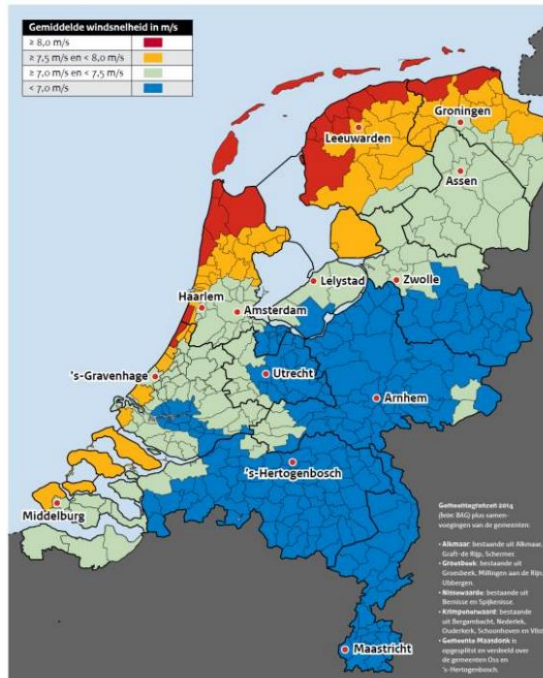 Gemiddelde windsnelheid in m/s
≥ 8,0 m/s
≥ 7,5 m/s en < 8,0 m/s
≥ 7,0 m/s en < 7,5 m/s
< 7,0 m/s
Groningen
Leeuwarden
Assen
Lelystad
Zwolle
Haarlem
Amsterdam
's-Gravenhage
Utrecht
Arnhem
's-Hertogenbosch
Middelburg
Maastricht
2014
(bron: BAG) plus samen-
voegingen van de gemeenten:
• Alkmaar: bestaande uit Alkmaar,
Graft-de Rijp, Schermer.
• Groesbeek: bestaande uit
Groesbeek, Millingen aan de Rijn,
Ubbergen.
• Nissewaarde: bestaande uit
Bernisse en Spijkenisse.
• Krimpenerwaard: bestaande
uit Bergambacht, Nederlek,
Ouderkerk, Schoonhoven en Vlist
• Gemeente Maasdonk is
opgesplitst en verdeeld over
de gemeenten Oss en
's-Hertogenbosch.